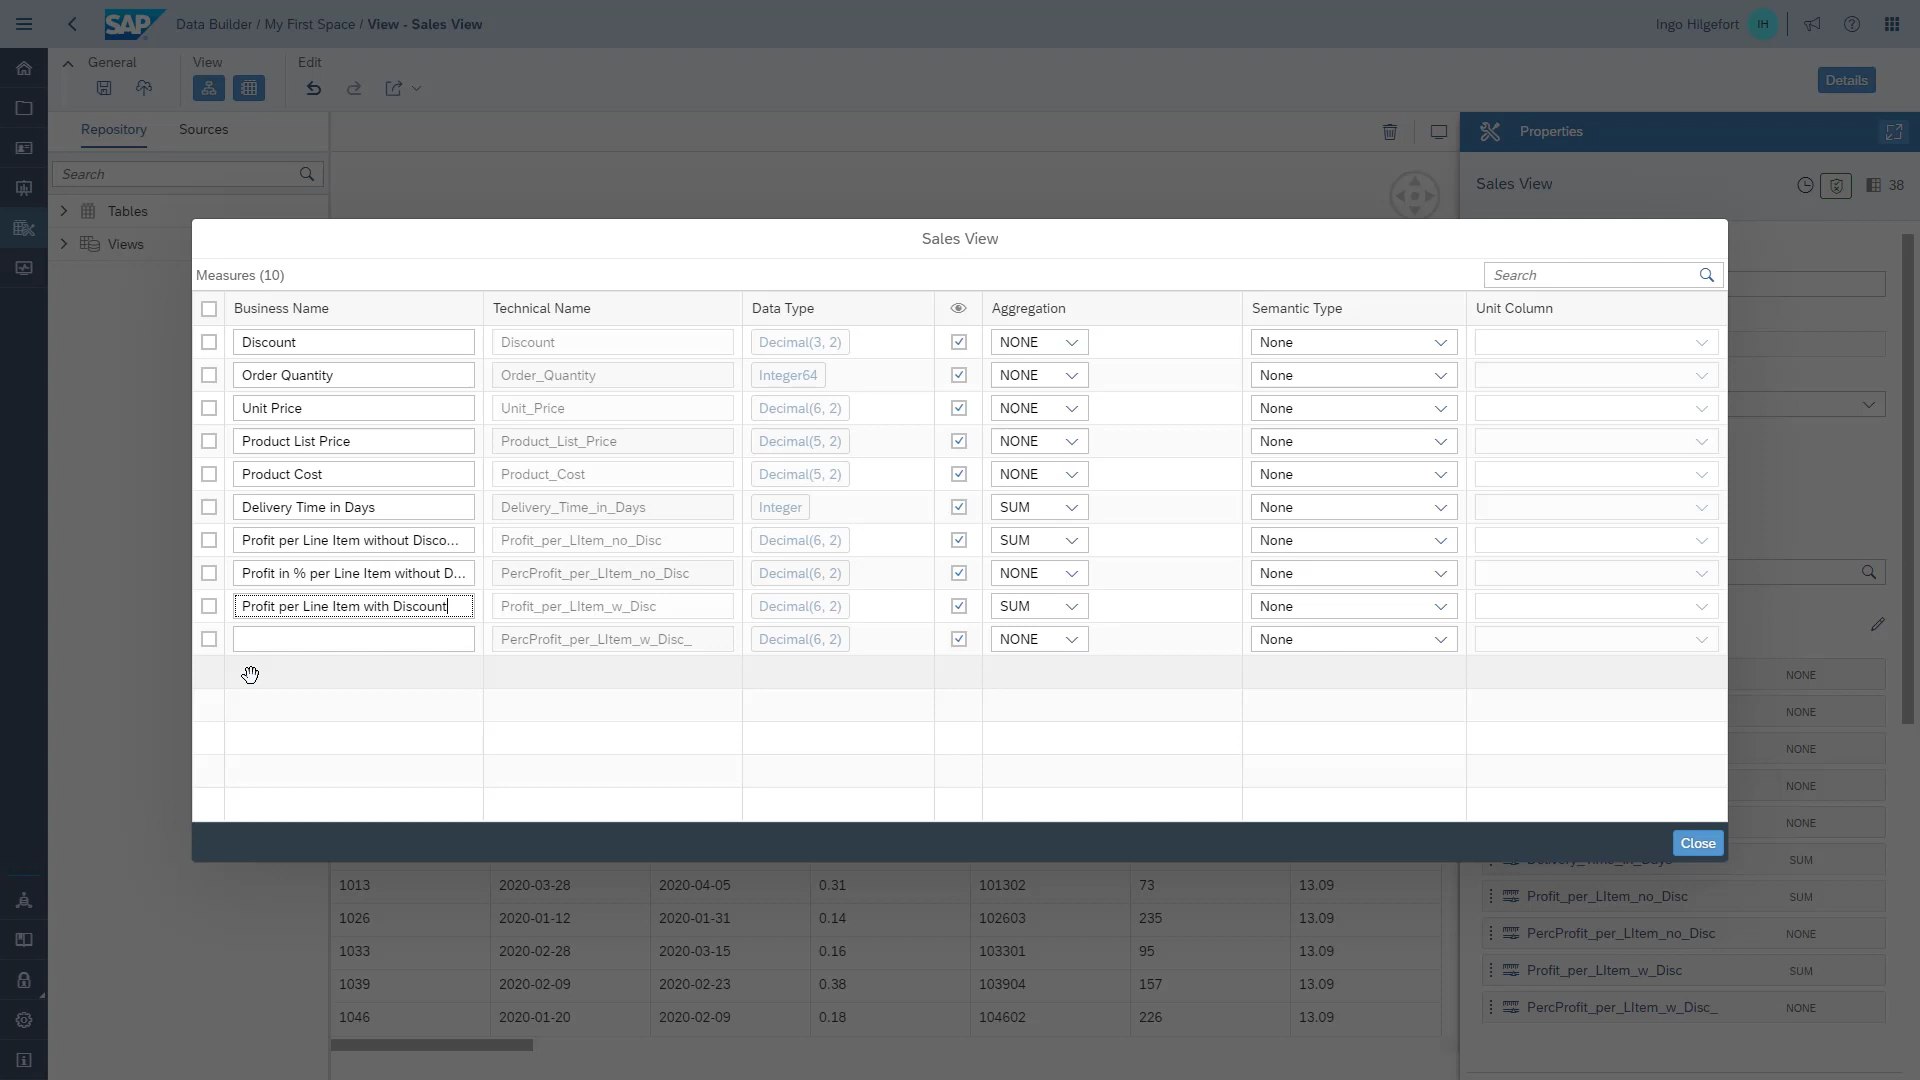 SAP Data Builder / My First Space / View - Sales View Ingo Hilgefort IH
General View Edit
Details
Repository Sources
Properties
Search
Sales View 38
Tables
Views
Sales View
Measures (10) Search
Business Name Technical Name Data Type Aggregation Semantic Type Unit Column
Discount Discount Decimal(3, 2) NONE None
Order Quantity Order_Quantity Integer64 NONE None
Unit Price Unit_Price Decimal(6, 2) NONE None
Product List Price Product_List_Price Decimal(5, 2) NONE None
Product Cost Product_Cost Decimal(5, 2) NONE None
Delivery Time in Days Delivery_Time_in_Days Integer SUM None
Profit per Line Item without Disco... Profit_per_LItem_no_Disc Decimal(6, 2) SUM None
Profit in % per Line Item without D... PercProfit_per_LItem_no_Disc Decimal(6, 2) NONE None
Profit per Line Item with Discount Profit_per_LItem_w_Disc Decimal(6, 2) SUM None
PercProfit_per_LItem_w_Disc_ Decimal(6, 2) NONE None
NONE
NONE
NONE
NONE
NONE
Close
Delivery_Time_in_Days SUM
1013 2020-03-28 2020-04-05 0.31 101302 73 13.09
Profit_per_LItem_no_Disc SUM
1026 2020-01-12 2020-01-31 0.14 102603 235 13.09
PercProfit_per_LItem_no_Disc NONE
1033 2020-02-28 2020-03-15 0.16 103301 95 13.09
Profit_per_LItem_w_Disc SUM
1039 2020-02-09 2020-02-23 0.38 103904 157 13.09
PercProfit_per_LItem_w_Disc_ NONE
1046 2020-01-20 2020-02-09 0.18 104602 226 13.09